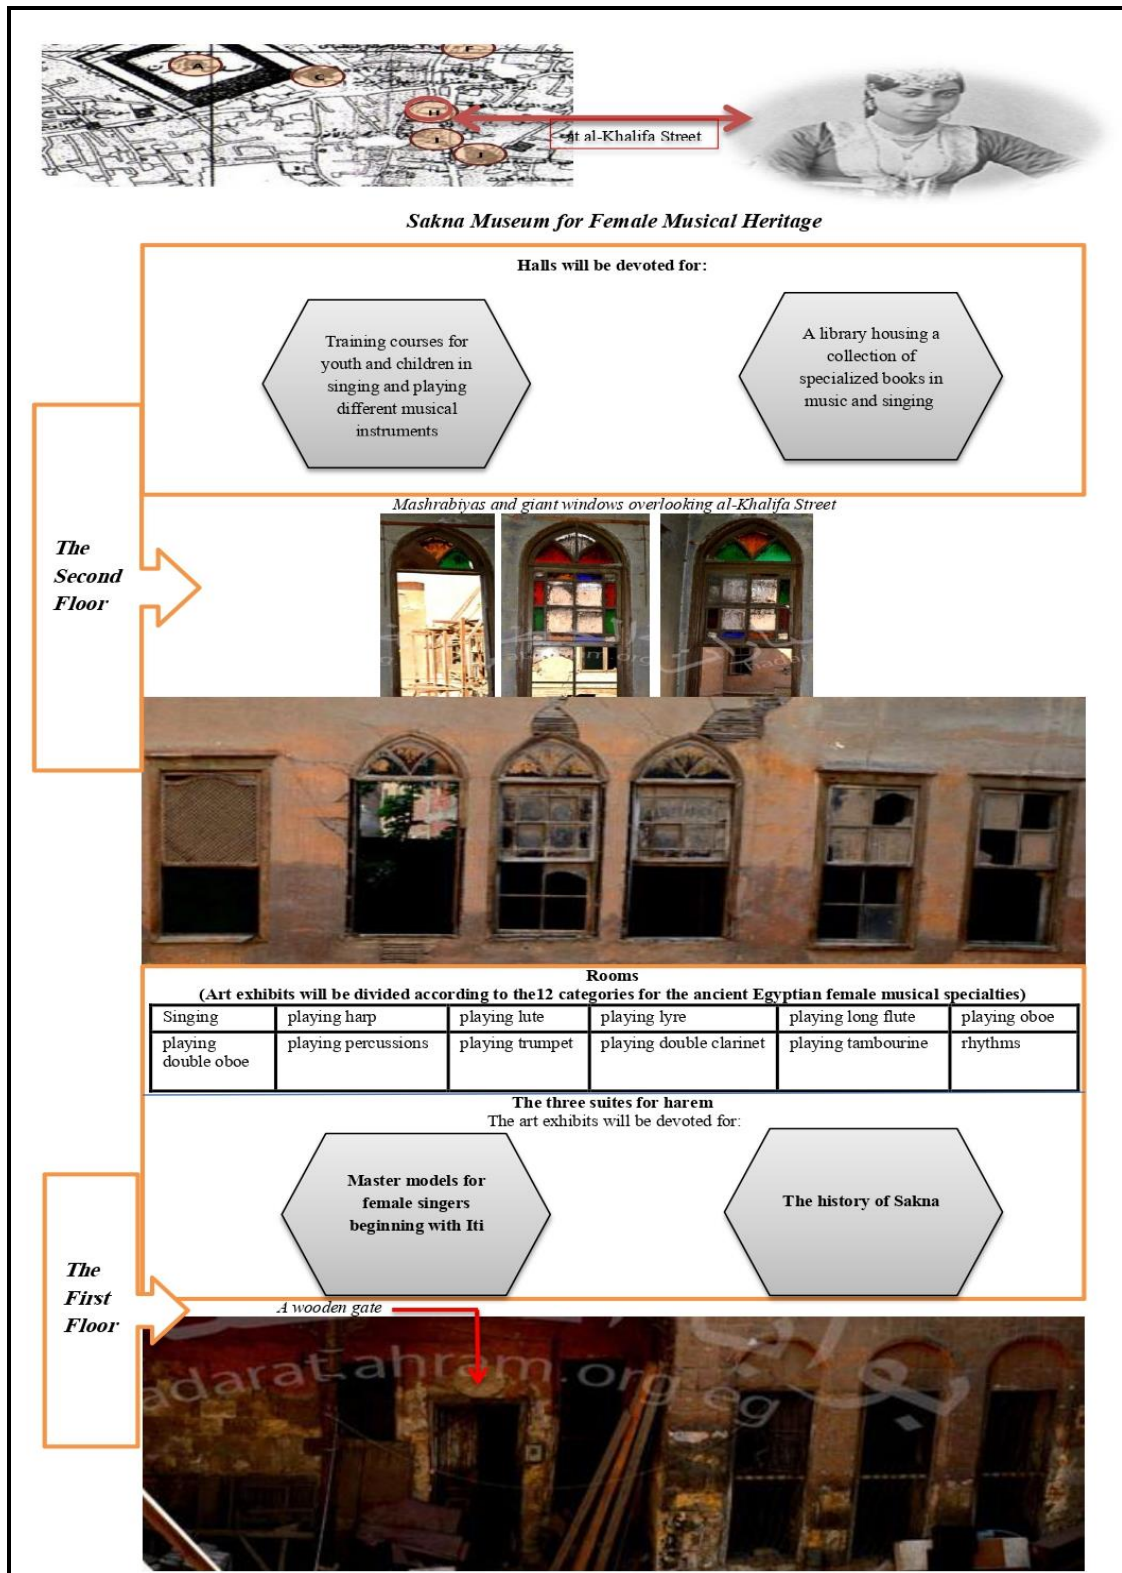 F
A
C
H
I
J
At al-Khalifa Street
Sakna Museum for Female Musical Heritage
Halls will be devoted for:
Training courses for
youth and children in
singing and playing
different musical
instruments
A library housing a
collection of
specialized books in
music and singing
The
Second
Floor
Mashrabiyas and giant windows overlooking al-Khalifa Street
Rooms
(Art exhibits will be divided according to the12 categories for the ancient Egyptian female musical specialties)
Singing playing harp playing lute playing lyre playing long flute playing oboe
playing double oboe playing percussions playing trumpet playing double clarinet playing tambourine rhythms
The three suites for harem
The art exhibits will be devoted for:
Master models for
female singers
beginning with Iti
The history of Sakna
The
First
Floor
A wooden gate
adarat.ahram.org.eg